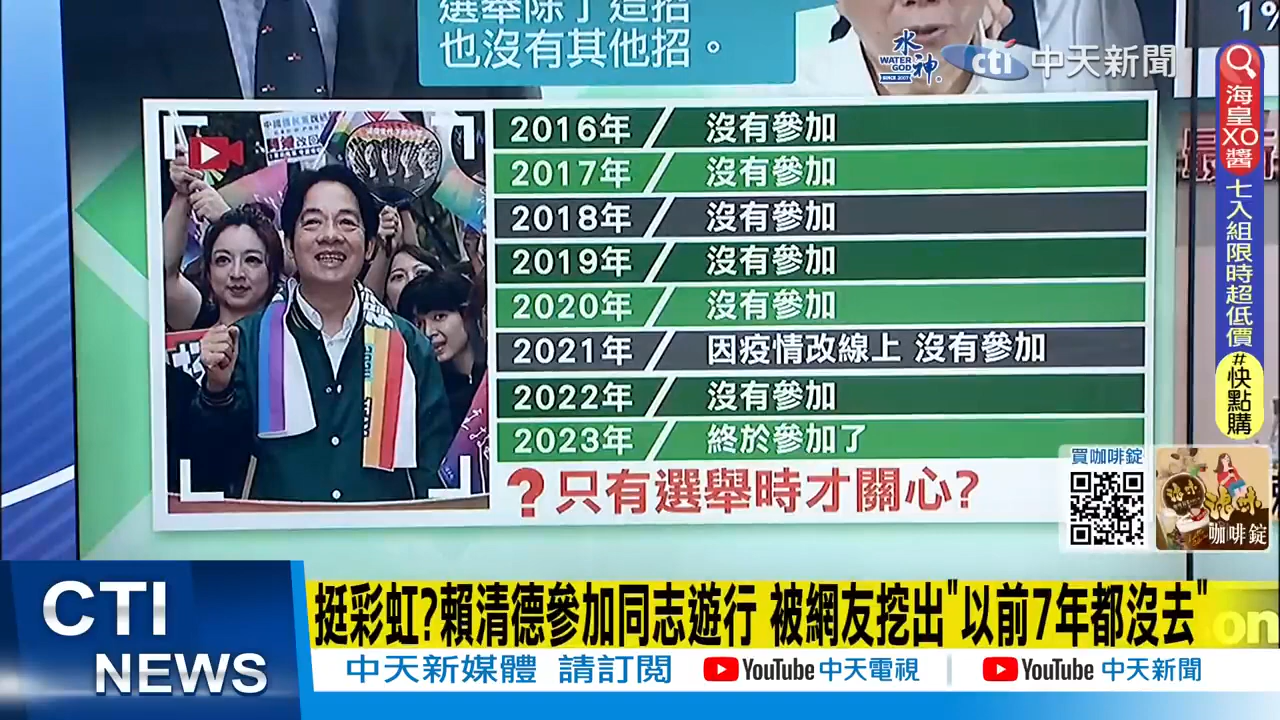 選舉除了這招
也沒有其他招。
水神
WATER GOD
SINCE 2007
cti 中天新聞
1%
海皇XO醬
七入組限時超低價
#快點購
2016年 / 沒有參加
2017年 / 沒有參加
2018年 / 沒有參加
2019年 / 沒有參加
2020年 / 沒有參加
2021年 / 因疫情改線上 沒有參加
2022年 / 沒有參加
2023年 / 終於參加了
?只有選舉時才關心?
買咖啡錠
咖啡錠
CTI
NEWS
挺彩虹?賴清德參加同志遊行 被網友挖出"以前7年都沒去"
on
中天新媒體 請訂閱
YouTube 中天電視
YouTube 中天新聞